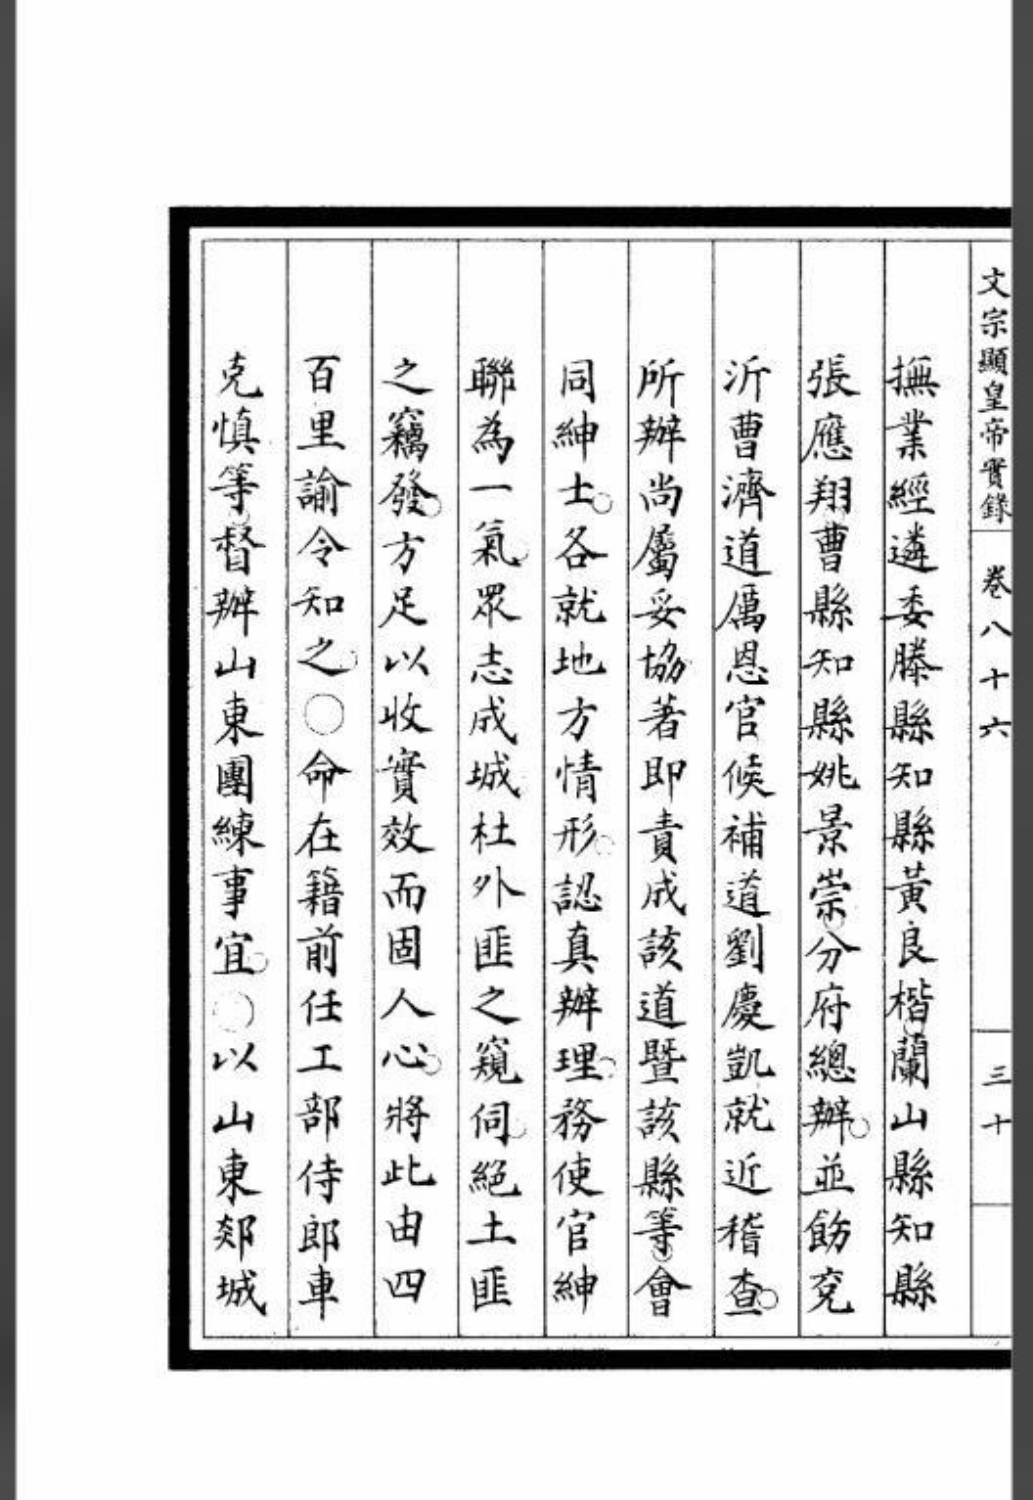 文宗顯皇帝實錄 卷八十六 三十
撫業經遴委滕縣知縣黃良楷蘭山縣知縣
張應翔曹縣知縣姚景崇分府總辦並飭兗
沂曹濟道厲恩官候補道劉慶凱就近稽查
所辦尚屬妥協著即責成該道暨該縣等會
同紳士各就地方情形認真辦理務使官紳
聯為一氣眾志成城杜外匪之窺伺絕土匪
之竊發方足以收實效而固人心將此由四
百里諭令知之○命在籍前任工部侍郎車
克慎等督辦山東團練事宜○以山東郯城